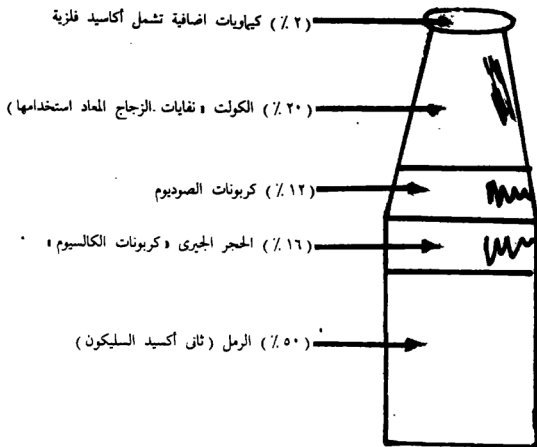 (٢ ٪) كيماويات اضافية تشمل أكاسيد فلزية
(٢٠ ٪) الكولت « نفايات الزجاج المعاد استخدامها)
(١٢ ٪) كربونات الصوديوم
(١٦ ٪) الحجر الجيرى « كربونات الكالسيوم »
(٥٠ ٪) الرمل ( ثانى أكسيد السليكون)